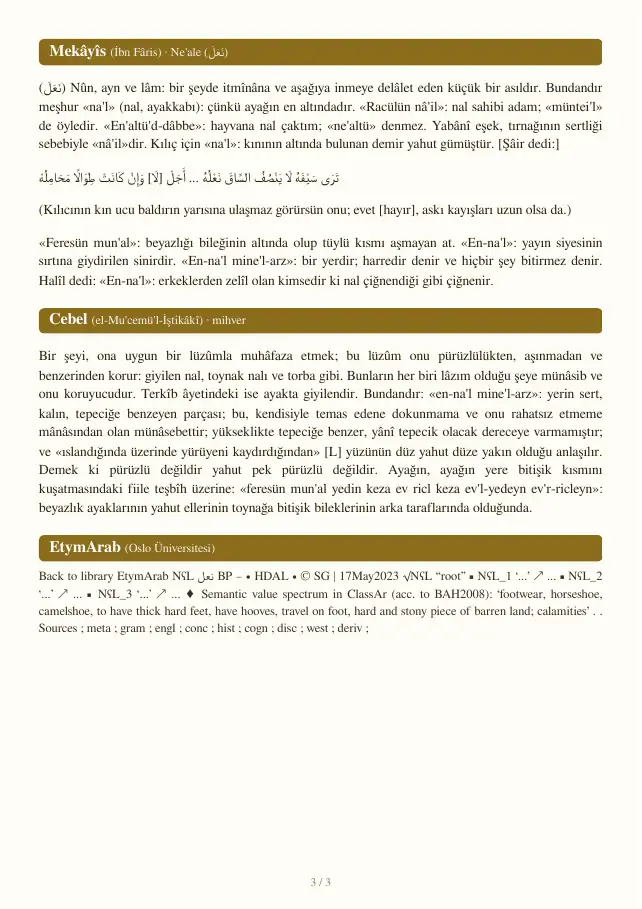 Mekâyîs (İbn Fâris) · Ne'ale (نَعَلَ)
(نَعَلَ) Nûn, ayn ve lâm: bir şeyde itmînâna ve aşağıya inmeye delâlet eden küçük bir asıldır. Bundandır
meşhur «na'l» (nal, ayakkabı): çünkü ayağın en altındadır. «Racülün nâ'il»: nal sahibi adam; «müntei'l»
de öyledir. «En'altü'd-dâbbe»: hayvana nal çaktım; «ne'altü» denmez. Yabânî eşek, tırnağının sertliği
sebebiyle «nâ'il»dir. Kılıç için «na'l»: kınının altında bulunan demir yahut gümüştür. [Şâir dedi:]
تَرَى سَيْفَهُ لَا يَنْصُفُ السَّاقَ نَعْلُهُ ... أَجَلْ [لَا] وَإِنْ كَانَتْ طِوَالًا مَحَامِلُهْ
(Kılıcının kın ucu baldırın yarısına ulaşmaz görürsün onu; evet [hayır], askı kayışları uzun olsa da.)
«Feresün mun'al»: beyazlığı bileğinin altında olup tüylü kısmı aşmayan at. «En-na'l»: yayın siyesinin
sırtına giydirilen sinirdir. «En-na'l mine'l-arz»: bir yerdir; harredir denir ve hiçbir şey bitirmez denir.
Halîl dedi: «En-na'l»: erkeklerden zelîl olan kimsedir ki nal çiğnendiği gibi çiğnenir.
Cebel (el-Mu'cemü'l-İştikâkî) · mihver
Bir şeyi, ona uygun bir lüzûmla muhâfaza etmek; bu lüzûm onu pürüzlülükten, aşınmadan ve
benzerinden korur: giyilen nal, toynak nalı ve torba gibi. Bunların her biri lâzım olduğu şeye münâsib ve
onu koruyucudur. Terkîb âyetindeki ise ayakta giyilendir. Bundandır: «en-na'l mine'l-arz»: yerin sert,
kalın, tepeciğe benzeyen parçası; bu, kendisiyle temas edene dokunmama ve onu rahatsız etmeme
mânâsından olan münâsebettir; yükseklikte tepeciğe benzer, yânî tepecik olacak dereceye varmamıştır;
ve «ıslandığında üzerinde yürüyeni kaydırdığından» [L] yüzünün düz yahut düze yakın olduğu anlaşılır.
Demek ki pürüzlü değildir yahut pek pürüzlü değildir. Ayağın, ayağın yere bitişik kısmını
kuşatmasındaki fiile teşbîh üzerine: «feresün mun'al yedin keza ev ricl keza ev'l-yedeyn ev'r-ricleyn»:
beyazlık ayaklarının yahut ellerinin toynağa bitişik bileklerinin arka taraflarında olduğunda.
EtymArab (Oslo Üniversitesi)
Back to library EtymArab NʕL نعل BP – • HDAL • © SG | 17May2023 √NʕL “root” ▪ NʕL_1 ‘...’ ↗ ... ▪ NʕL_2
‘...’ ↗ ... ▪ NʕL_3 ‘...’ ↗ ... ♦ Semantic value spectrum in ClassAr (acc. to BAH2008): ‘footwear, horseshoe,
camelshoe, to have thick hard feet, have hooves, travel on foot, hard and stony piece of barren land; calamities’ . .
Sources ; meta ; gram ; engl ; conc ; hist ; cogn ; disc ; west ; deriv ;
3 / 3